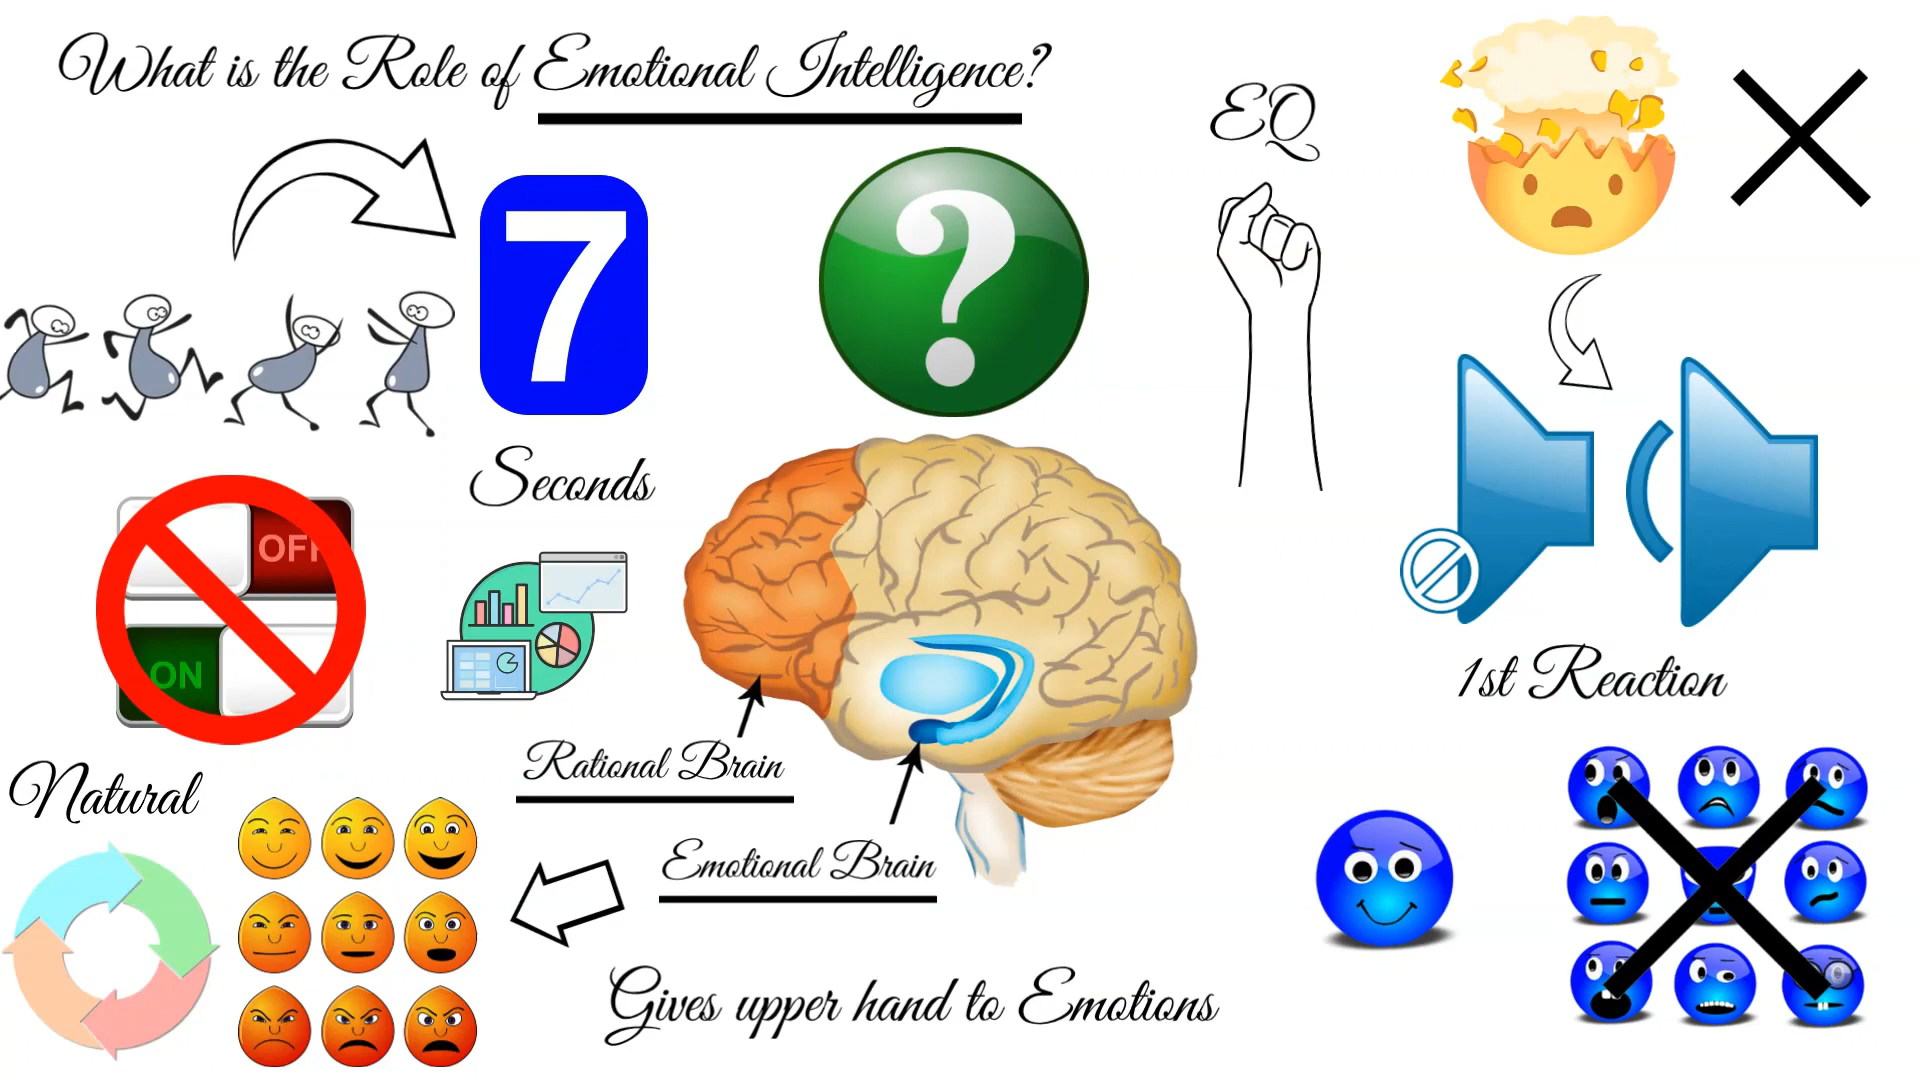 What is the Role of Emotional Intelligence?
EQ
7
?
Seconds
OFF
ON
1st Reaction
Rational Brain
Natural
Emotional Brain
Gives upper hand to Emotions